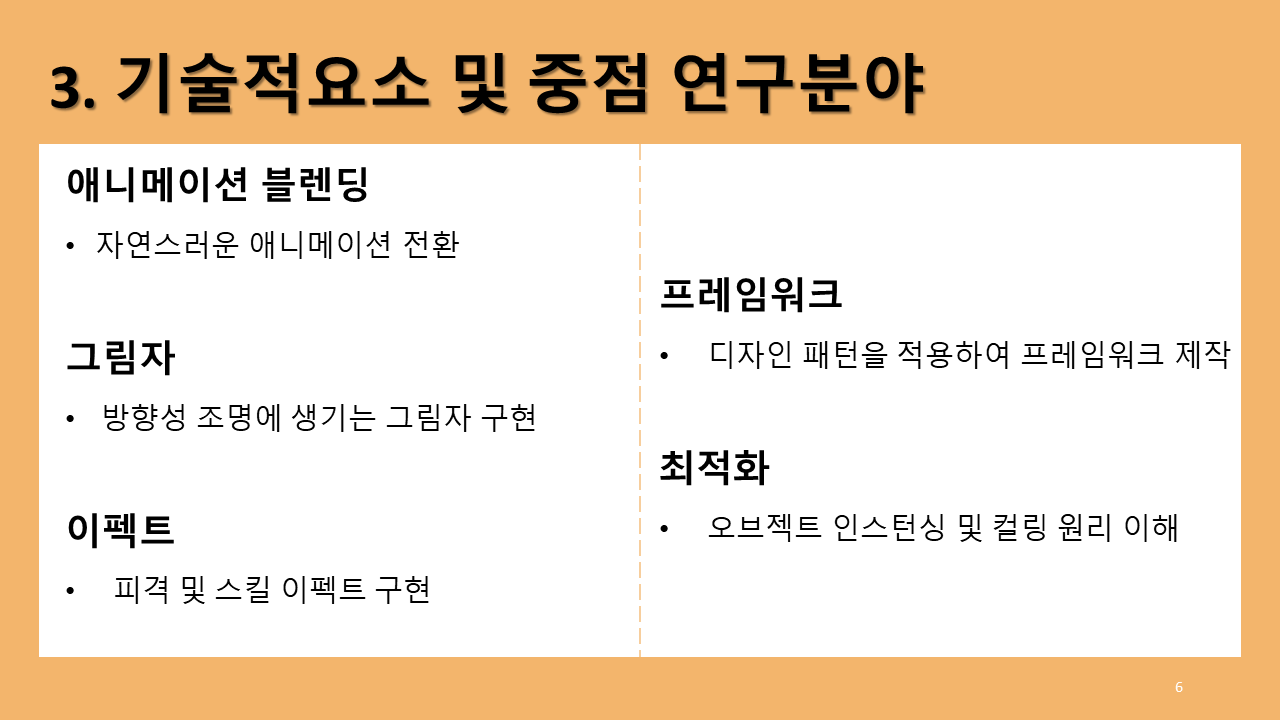 3. 기술적요소 및 중점 연구분야
애니메이션 블렌딩
• 자연스러운 애니메이션 전환
그림자
• 방향성 조명에 생기는 그림자 구현
이펙트
• 피격 및 스킬 이펙트 구현
프레임워크
• 디자인 패턴을 적용하여 프레임워크 제작
최적화
• 오브젝트 인스턴싱 및 컬링 원리 이해
6